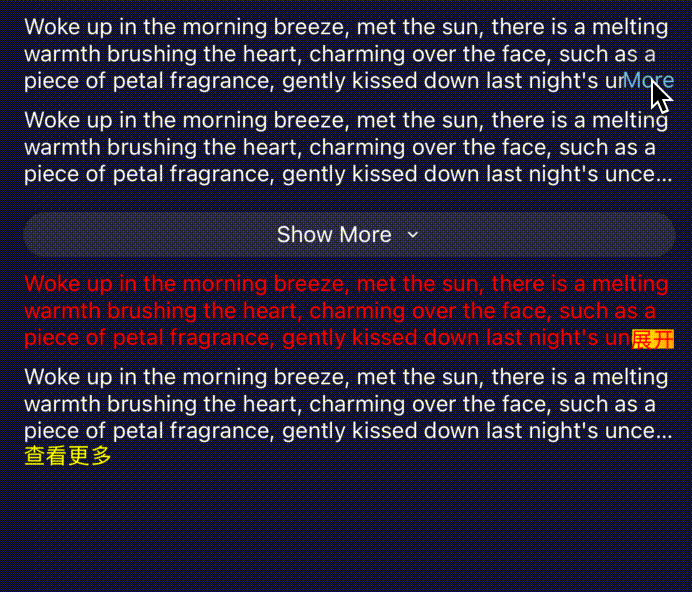 Woke up in the morning breeze, met the sun, there is a melting
warmth brushing the heart, charming over the face, such as a
piece of petal fragrance, gently kissed down last night's un More
Woke up in the morning breeze, met the sun, there is a melting
warmth brushing the heart, charming over the face, such as a
piece of petal fragrance, gently kissed down last night's unce...
Show More
Woke up in the morning breeze, met the sun, there is a melting
warmth brushing the heart, charming over the face, such as a
piece of petal fragrance, gently kissed down last night's un展开
Woke up in the morning breeze, met the sun, there is a melting
warmth brushing the heart, charming over the face, such as a
piece of petal fragrance, gently kissed down last night's unce...
查看更多